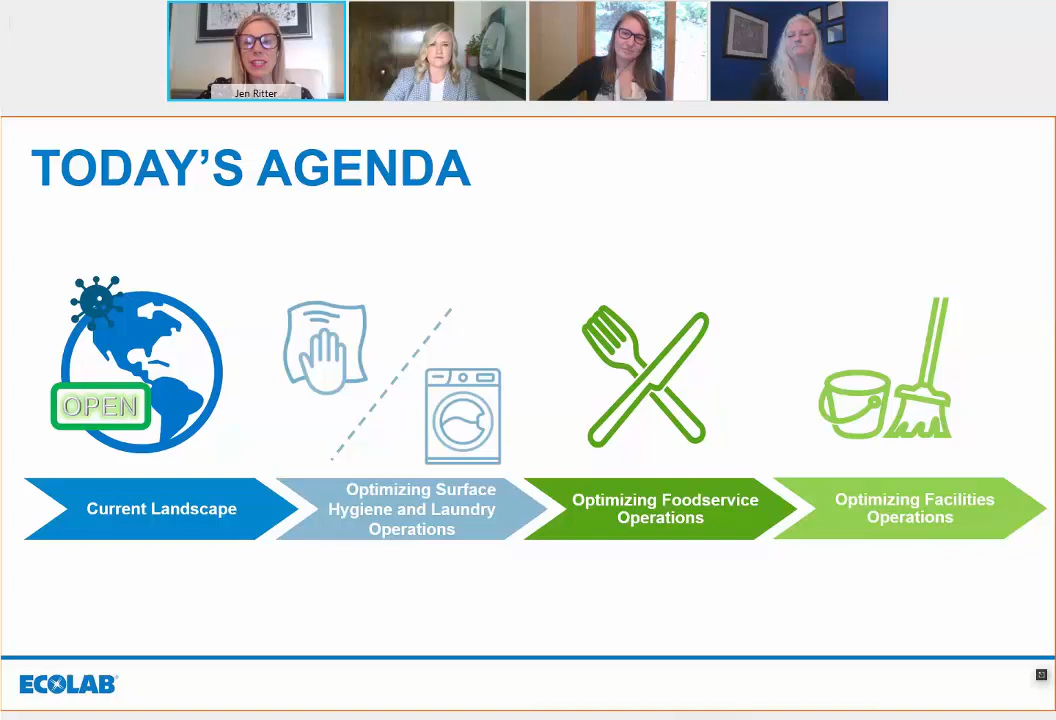 Jen Ritter
TODAY'S AGENDA
OPEN
Current Landscape
Optimizing Surface
Hygiene and Laundry
Operations
Optimizing Foodservice
Operations
Optimizing Facilities
Operations
ECOLAB